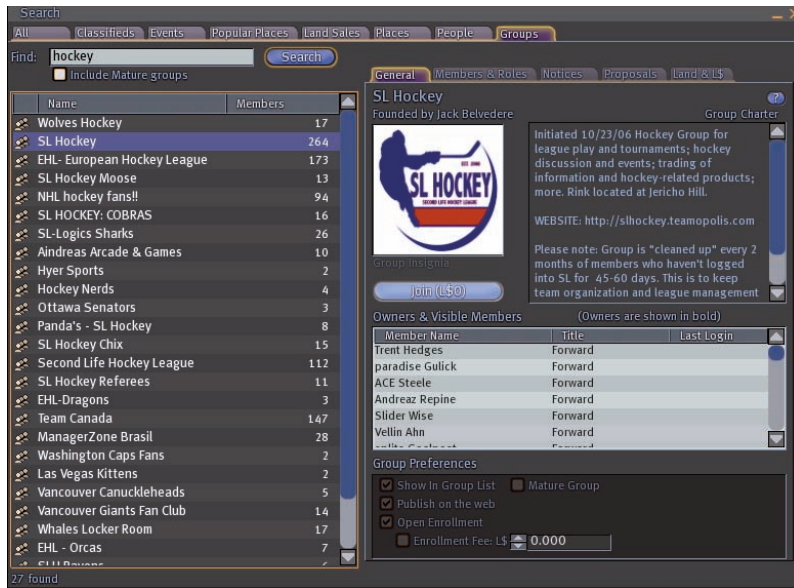 Search
All Classifieds Events Popular Places Land Sales Places People Groups
Find: hockey Search
Include Mature groups
Name Members
Wolves Hockey 17
SL Hockey 264
EHL- European Hockey League 173
SL Hockey Moose 13
NHL hockey fans!! 94
SL HOCKEY: COBRAS 16
SL-Logics Sharks 26
Aindreas Arcade & Games 10
Hyer Sports 2
Hockey Nerds 4
Ottawa Senators 3
Panda's - SL Hockey 8
SL Hockey Chix 15
Second Life Hockey League 112
SL Hockey Referees 11
EHL-Dragons 3
Team Canada 147
ManagerZone Brasil 28
Washington Caps Fans 2
Las Vegas Kittens 2
Vancouver Canuckleheads 5
Vancouver Giants Fan Club 14
Whales Locker Room 17
EHL - Orcas 7
27 found
General Members & Roles Notices Proposals Land & L$
SL Hockey ?
Founded by Jack Belvedere Group Charter
EST. 2006
SL HOCKEY
SECOND LIFE HOCKEY LEAGUE
Group Insignia
Join (L$0)
Initiated 10/23/06 Hockey Group for
league play and tournaments; hockey
discussion and events; trading of
information and hockey-related products;
more. Rink located at Jericho Hill.
WEBSITE: http://slhockey.teamopolis.com
Please note: Group is "cleaned up" every 2
months of members who haven't logged
into SL for 45-60 days. This is to keep
team organization and league management
Owners & Visible Members (Owners are shown in bold)
Member Name Title Last Login
Trent Hedges Forward
paradise Gulick Forward
ACE Steele Forward
Andreaz Repine Forward
Slider Wise Forward
Vellin Ahn Forward
Group Preferences
Show In Group List Mature Group
Publish on the web
Open Enrollment
Enrollment Fee: L$ 0.000